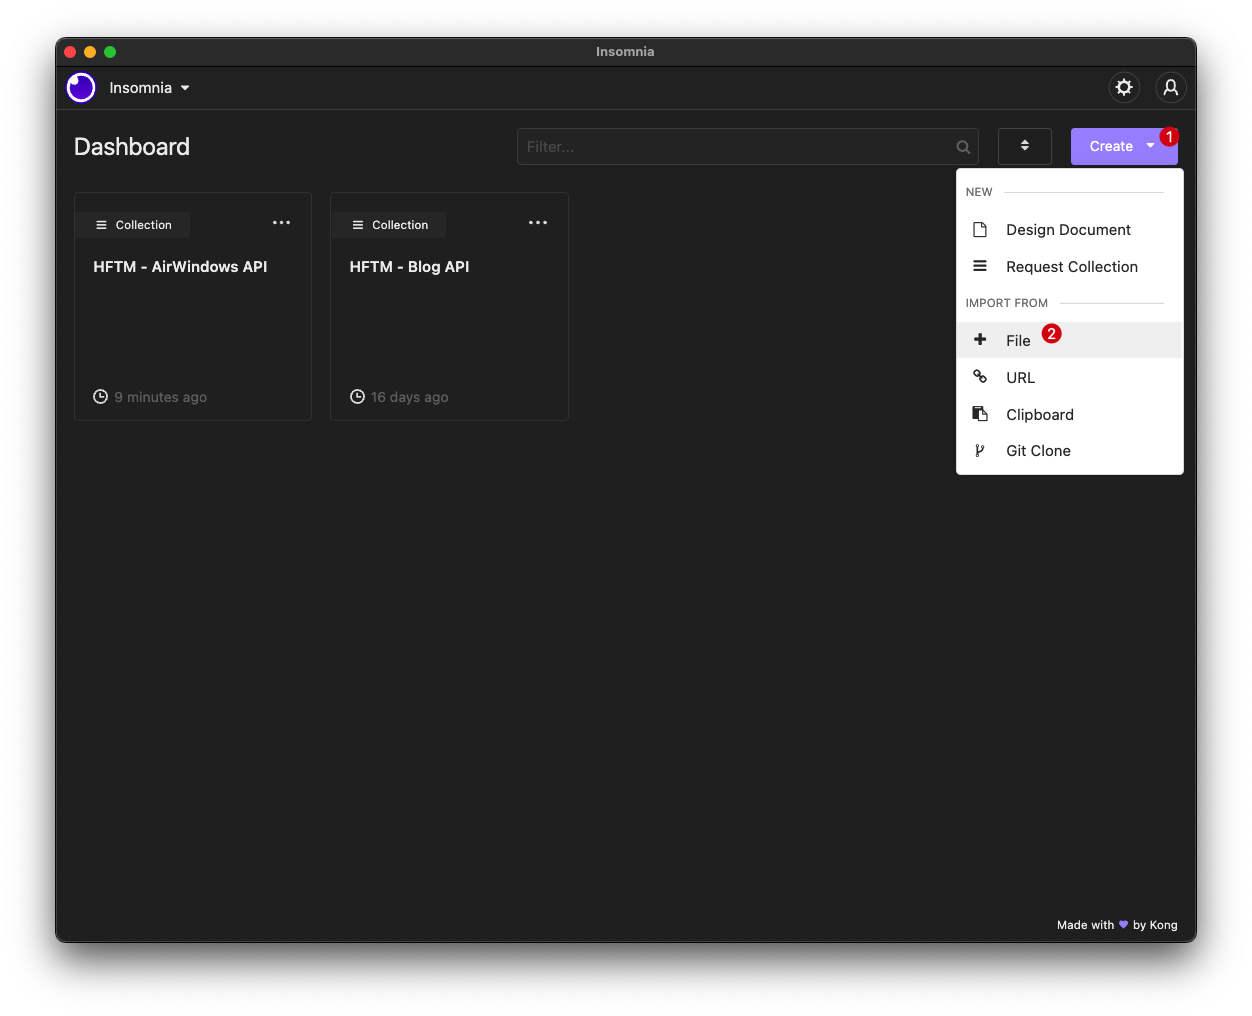 Insomnia
Insomnia
Dashboard
Filter...
Create
1
Collection
HFTM - AirWindows API
9 minutes ago
Collection
HFTM - Blog API
16 days ago
NEW
Design Document
Request Collection
IMPORT FROM
File
2
URL
Clipboard
Git Clone
Made with ♥ by Kong